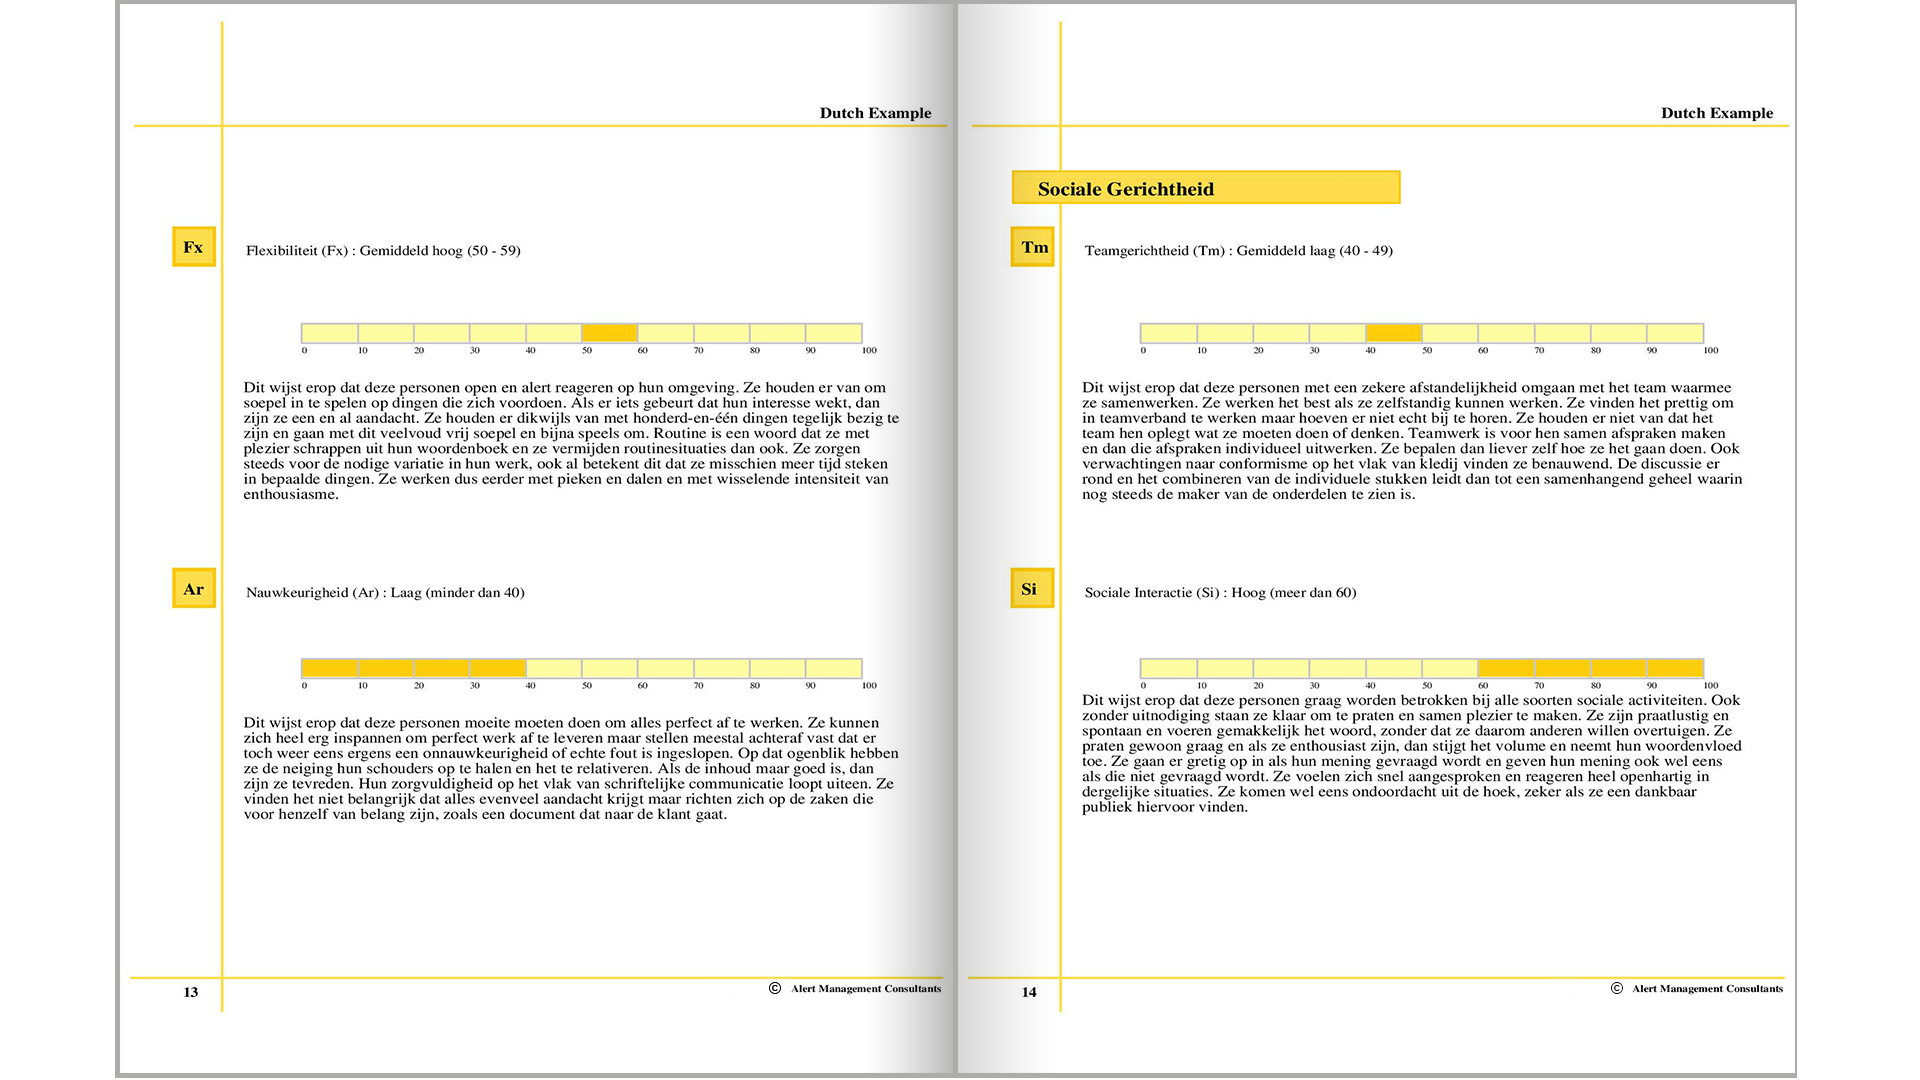 Dutch Example
Fx
Flexibiliteit (Fx) : Gemiddeld hoog (50 - 59)
0 10 20 30 40 50 60 70 80 90 100
Dit wijst erop dat deze personen open en alert reageren op hun omgeving. Ze houden er van om
soepel in te spelen op dingen die zich voordoen. Als er iets gebeurt dat hun interesse wekt, dan
zijn ze een en al aandacht. Ze houden er dikwijls van met honderd-en-één dingen tegelijk bezig te
zijn en gaan met dit veelvoud vrij soepel en bijna speels om. Routine is een woord dat ze met
plezier schrappen uit hun woordenboek en ze vermijden routinesituaties dan ook. Ze zorgen
steeds voor de nodige variatie in hun werk, ook al betekent dit dat ze misschien meer tijd steken
in bepaalde dingen. Ze werken dus eerder met pieken en dalen en met wisselende intensiteit van
enthousiasme.
Ar
Nauwkeurigheid (Ar) : Laag (minder dan 40)
0 10 20 30 40 50 60 70 80 90 100
Dit wijst erop dat deze personen moeite moeten doen om alles perfect af te werken. Ze kunnen
zich heel erg inspannen om perfect werk af te leveren maar stellen meestal achteraf vast dat er
toch weer eens ergens een onnauwkeurigheid of echte fout is ingeslopen. Op dat ogenblik hebben
ze de neiging hun schouders op te halen en het te relativeren. Als de inhoud maar goed is, dan
zijn ze tevreden. Hun zorgvuldigheid op het vlak van schriftelijke communicatie loopt uiteen. Ze
vinden het niet belangrijk dat alles evenveel aandacht krijgt maar richten zich op de zaken die
voor henzelf van belang zijn, zoals een document dat naar de klant gaat.
13
© Alert Management Consultants
Dutch Example
Sociale Gerichtheid
Tm
Teamgerichtheid (Tm) : Gemiddeld laag (40 - 49)
0 10 20 30 40 50 60 70 80 90 100
Dit wijst erop dat deze personen met een zekere afstandelijkheid omgaan met het team waarmee
ze samenwerken. Ze werken het best als ze zelfstandig kunnen werken. Ze vinden het prettig om
in teamverband te werken maar hoeven er niet echt bij te horen. Ze houden er niet van dat het
team hen oplegt wat ze moeten doen of denken. Teamwerk is voor hen samen afspraken maken
en dan die afspraken individueel uitwerken. Ze bepalen dan liever zelf hoe ze het gaan doen. Ook
verwachtingen naar conformisme op het vlak van kledij vinden ze benauwend. De discussie er
rond en het combineren van de individuele stukken leidt dan tot een samenhangend geheel waarin
nog steeds de maker van de onderdelen te zien is.
Si
Sociale Interactie (Si) : Hoog (meer dan 60)
0 10 20 30 40 50 60 70 80 90 100
Dit wijst erop dat deze personen graag worden betrokken bij alle soorten sociale activiteiten. Ook
zonder uitnodiging staan ze klaar om te praten en samen plezier te maken. Ze zijn praatlustig en
spontaan en voeren gemakkelijk het woord, zonder dat ze daarom anderen willen overtuigen. Ze
praten gewoon graag en als ze enthousiast zijn, dan stijgt het volume en neemt hun woordenvloed
toe. Ze gaan er gretig op in als hun mening gevraagd wordt en geven hun mening ook wel eens
als die niet gevraagd wordt. Ze voelen zich snel aangesproken en reageren heel openhartig in
dergelijke situaties. Ze komen wel eens ondoordacht uit de hoek, zeker als ze een dankbaar
publiek hiervoor vinden.
14
© Alert Management Consultants